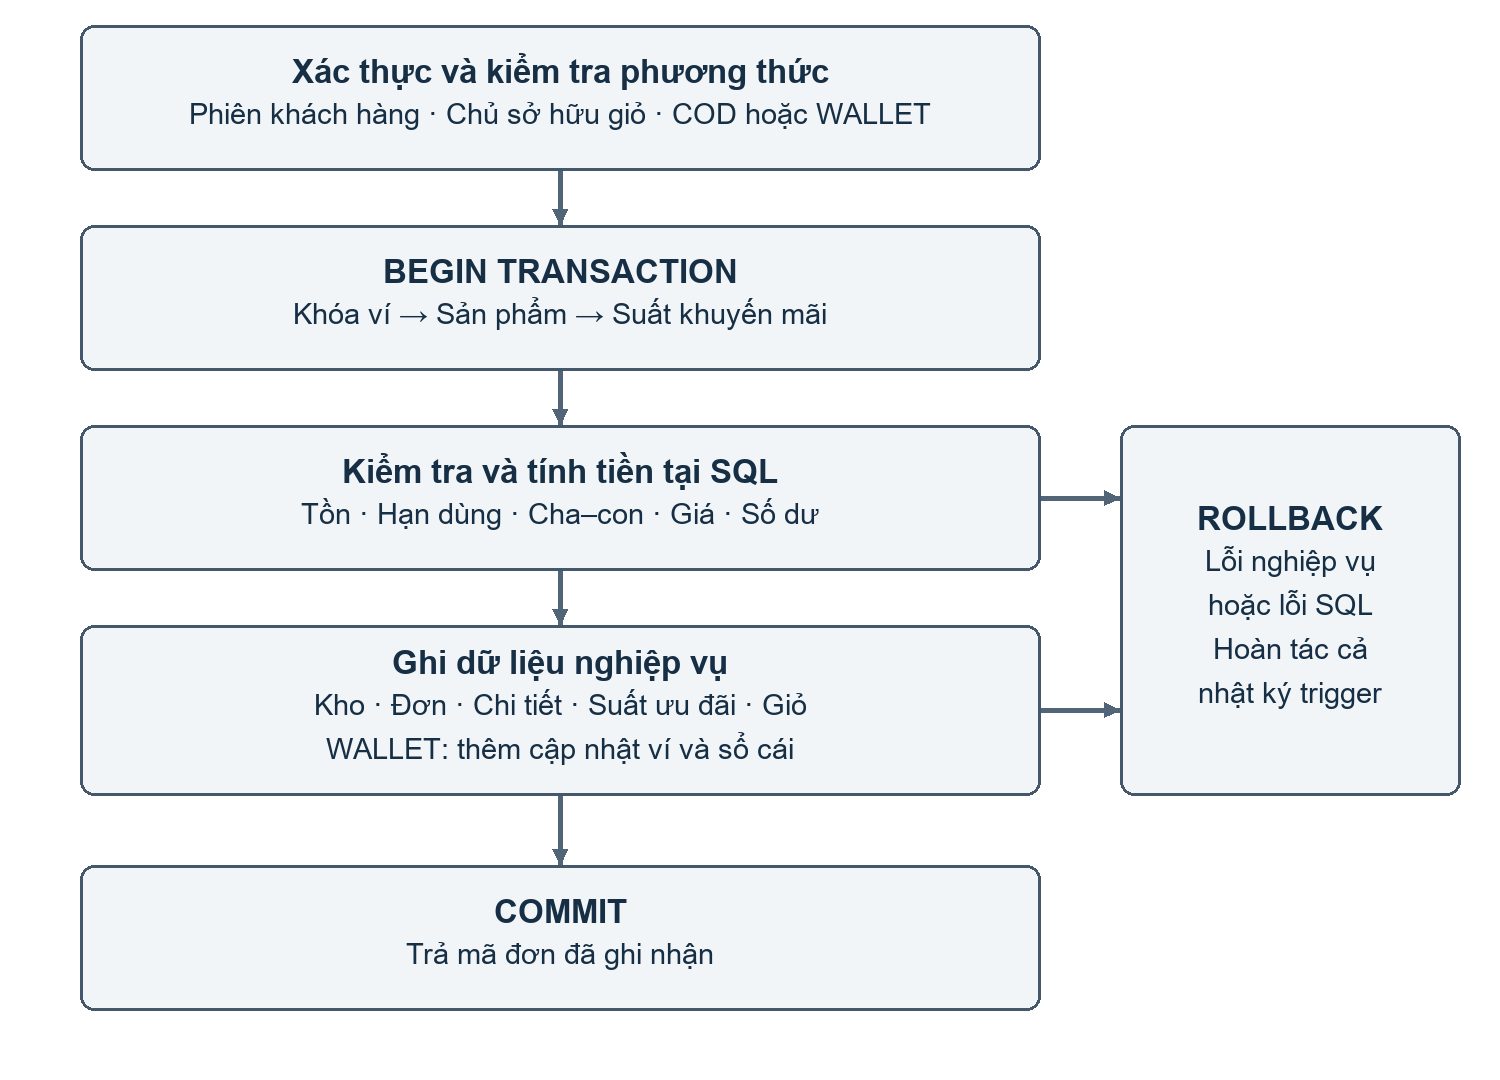 Xác thực và kiểm tra phương thức
Phiên khách hàng · Chủ sở hữu giỏ · COD hoặc WALLET
BEGIN TRANSACTION
Khóa ví → Sản phẩm → Suất khuyến mãi
Kiểm tra và tính tiền tại SQL
Tồn · Hạn dùng · Cha–con · Giá · Số dư
Ghi dữ liệu nghiệp vụ
Kho · Đơn · Chi tiết · Suất ưu đãi · Giỏ
WALLET: thêm cập nhật ví và sổ cái
ROLLBACK
Lỗi nghiệp vụ
hoặc lỗi SQL
Hoàn tác cả
nhật ký trigger
COMMIT
Trả mã đơn đã ghi nhận